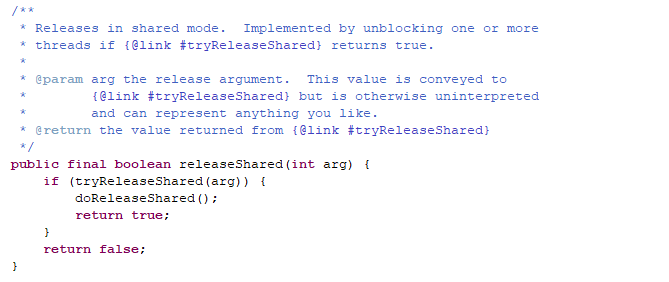 /**
 * Releases in shared mode.  Implemented by unblocking one or more
 * threads if {@link #tryReleaseShared} returns true.
 *
 * @param arg the release argument.  This value is conveyed to
 *        {@link #tryReleaseShared} but is otherwise uninterpreted
 *        and can represent anything you like.
 * @return the value returned from {@link #tryReleaseShared}
 */
public final boolean releaseShared(int arg) {
    if (tryReleaseShared(arg)) {
        doReleaseShared();
        return true;
    }
    return false;
}